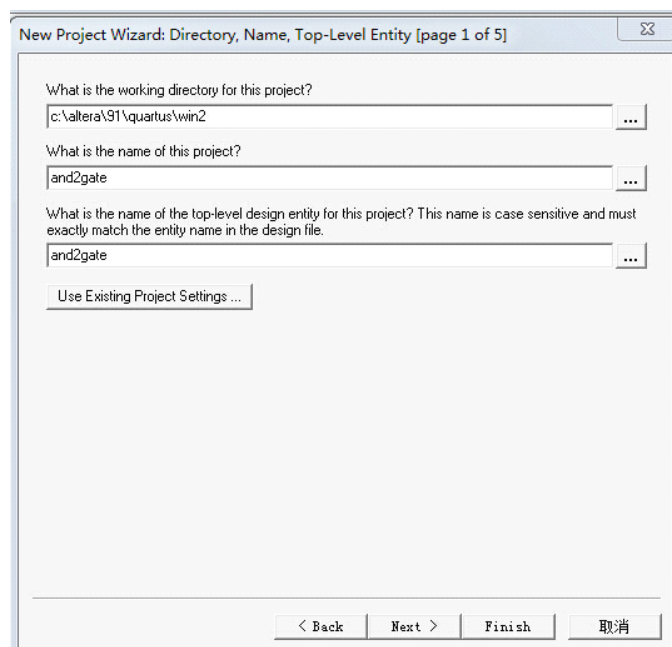 New Project Wizard: Directory, Name, Top-Level Entity [page 1 of 5]
What is the working directory for this project?
c:\altera\91\quartus\win2
...
What is the name of this project?
and2gate
...
What is the name of the top-level design entity for this project? This name is case sensitive and must
exactly match the entity name in the design file.
and2gate
...
Use Existing Project Settings ...
< Back
Next >
Finish
取消